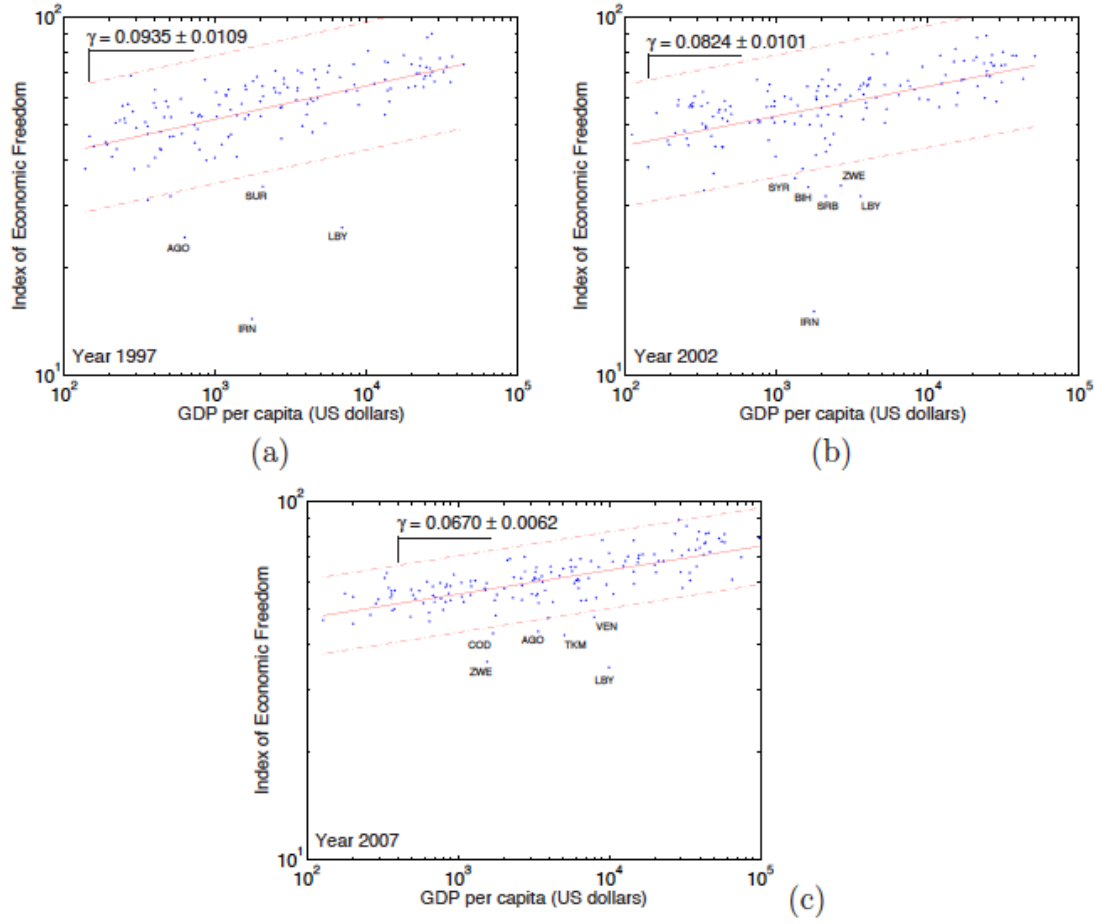 10²
γ = 0.0935 ± 0.0109
Index of Economic Freedom
SUR
AGO
LBY
IRN
Year 1997
10¹
10² 10³ 10⁴ 10⁵
GDP per capita (US dollars)
(a)
10²
γ = 0.0824 ± 0.0101
Index of Economic Freedom
ZWE
SYR
BIH
SRB
LBY
IRN
Year 2002
10¹
10² 10³ 10⁴ 10⁵
GDP per capita (US dollars)
(b)
10²
γ = 0.0670 ± 0.0062
Index of Economic Freedom
VEN
COD
AGO
TKM
ZWE
LBY
Year 2007
10¹
10² 10³ 10⁴ 10⁵
GDP per capita (US dollars)
(c)